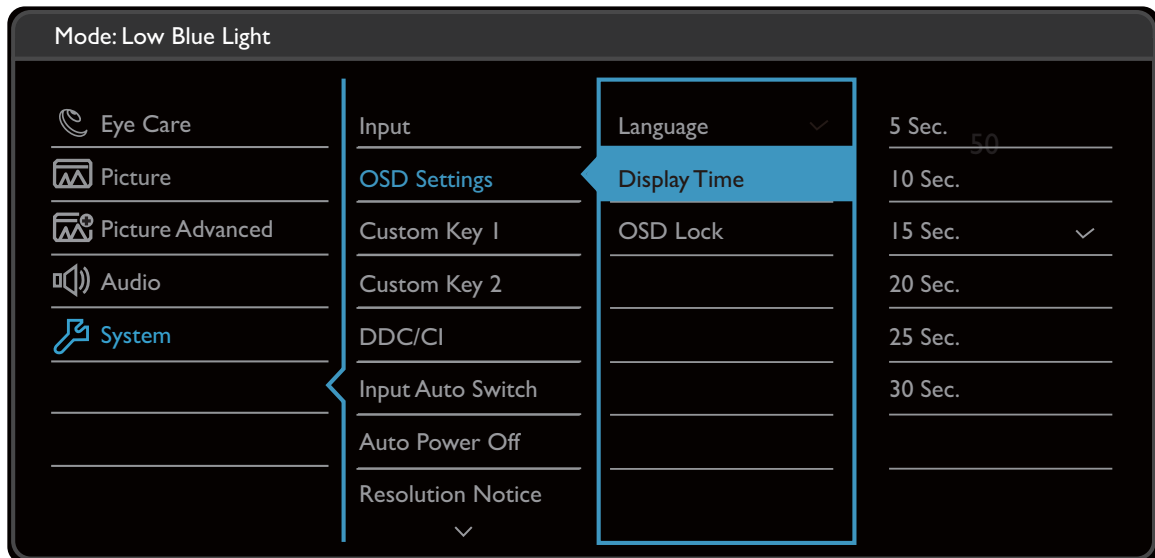 Mode: Low Blue Light
Eye Care
Picture
Picture Advanced
Audio
System
Input
OSD Settings
Custom Key 1
Custom Key 2
DDC/CI
Input Auto Switch
Auto Power Off
Resolution Notice
Language
Display Time
OSD Lock
5 Sec.
50
10 Sec.
15 Sec.
20 Sec.
25 Sec.
30 Sec.